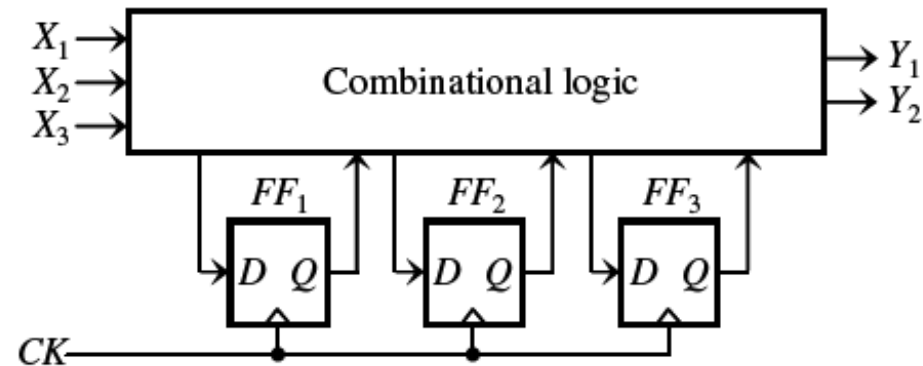 X1
X2
X3
Combinational logic
Y1
Y2
FF1 FF2 FF3
D Q D Q D Q
CK